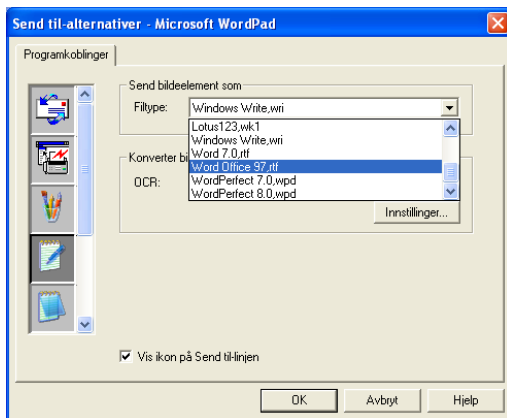 Send til-alternativer - Microsoft WordPad
Programkoblinger
Send bildeelement som
Filtype: Windows Write,wri
Lotus123,wk1
Windows Write,wri
Word 7.0,rtf
Konverter bi Word Office 97,rtf
OCR: WordPerfect 7.0,wpd
WordPerfect 8.0,wpd
Innstillinger...
Vis ikon på Send til-linjen
OK Avbryt Hjelp